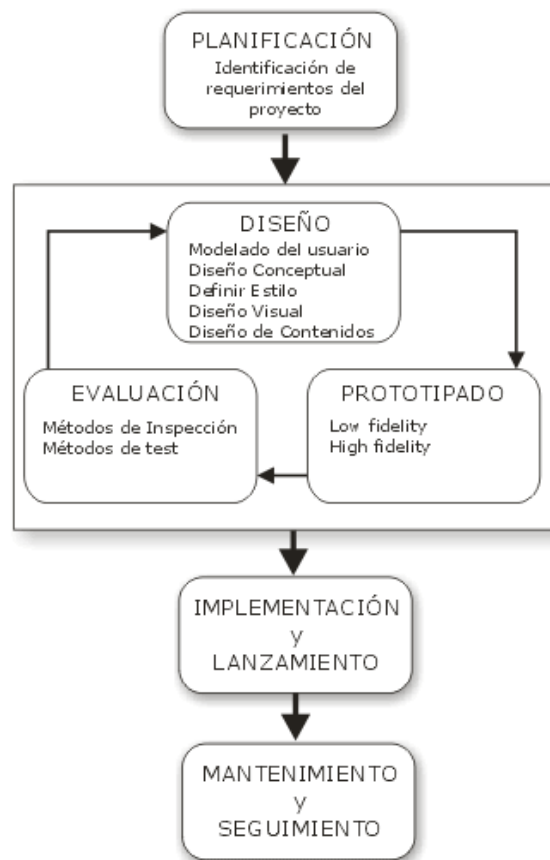 PLANIFICACIÓN
Identificación de
requerimientos del
proyecto
DISEÑO
Modelado del usuario
Diseño Conceptual
Definir Estilo
Diseño Visual
Diseño de Contenidos
EVALUACIÓN
Métodos de Inspección
Métodos de test
PROTOTIPADO
Low fidelity
High fidelity
IMPLEMENTACIÓN
y
LANZAMIENTO
MANTENIMIENTO
y
SEGUIMIENTO